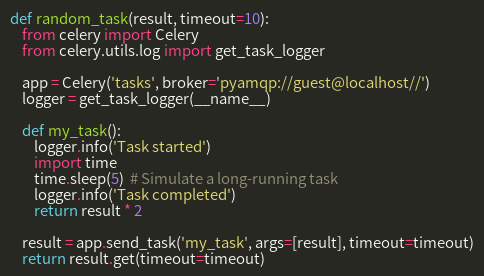 def random_task(result, timeout=10):
    from celery import Celery
    from celery.utils.log import get_task_logger

    app = Celery('tasks', broker='pyamqp://guest@localhost//')
    logger = get_task_logger(__name__)

    def my_task():
        logger.info('Task started')
        import time
        time.sleep(5)  # Simulate a long-running task
        logger.info('Task completed')
        return result * 2

    result = app.send_task('my_task', args=[result], timeout=timeout)
    return result.get(timeout=timeout)